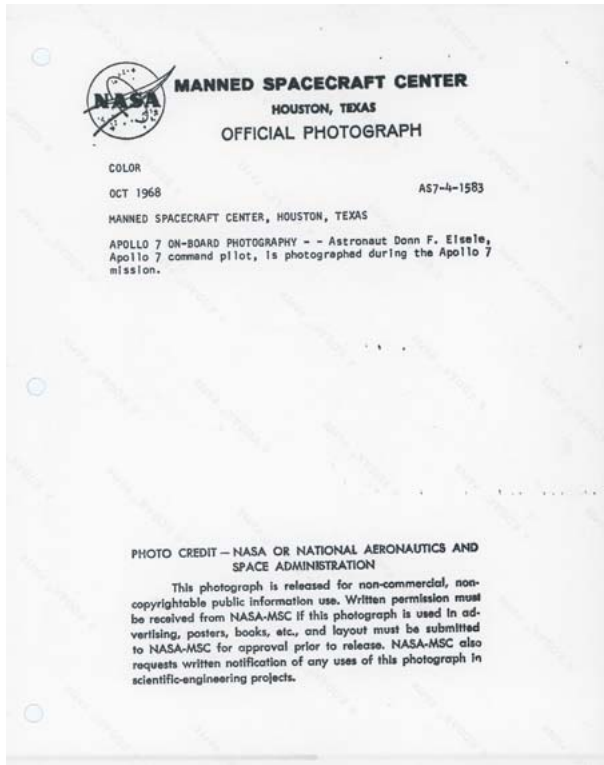 NASA
MANNED SPACECRAFT CENTER
HOUSTON, TEXAS
OFFICIAL PHOTOGRAPH
COLOR
OCT 1968 AS7-4-1583
MANNED SPACECRAFT CENTER, HOUSTON, TEXAS
APOLLO 7 ON-BOARD PHOTOGRAPHY - - Astronaut Donn F. Eisele,
Apollo 7 command pilot, is photographed during the Apollo 7
mission.
PHOTO CREDIT — NASA OR NATIONAL AERONAUTICS AND
SPACE ADMINISTRATION
This photograph is released for non-commercial, non-
copyrightable public information use. Written permission must
be received from NASA-MSC if this photograph is used in ad-
vertising, posters, books, etc., and layout must be submitted
to NASA-MSC for approval prior to release. NASA-MSC also
requests written notification of any uses of this photograph in
scientific-engineering projects.